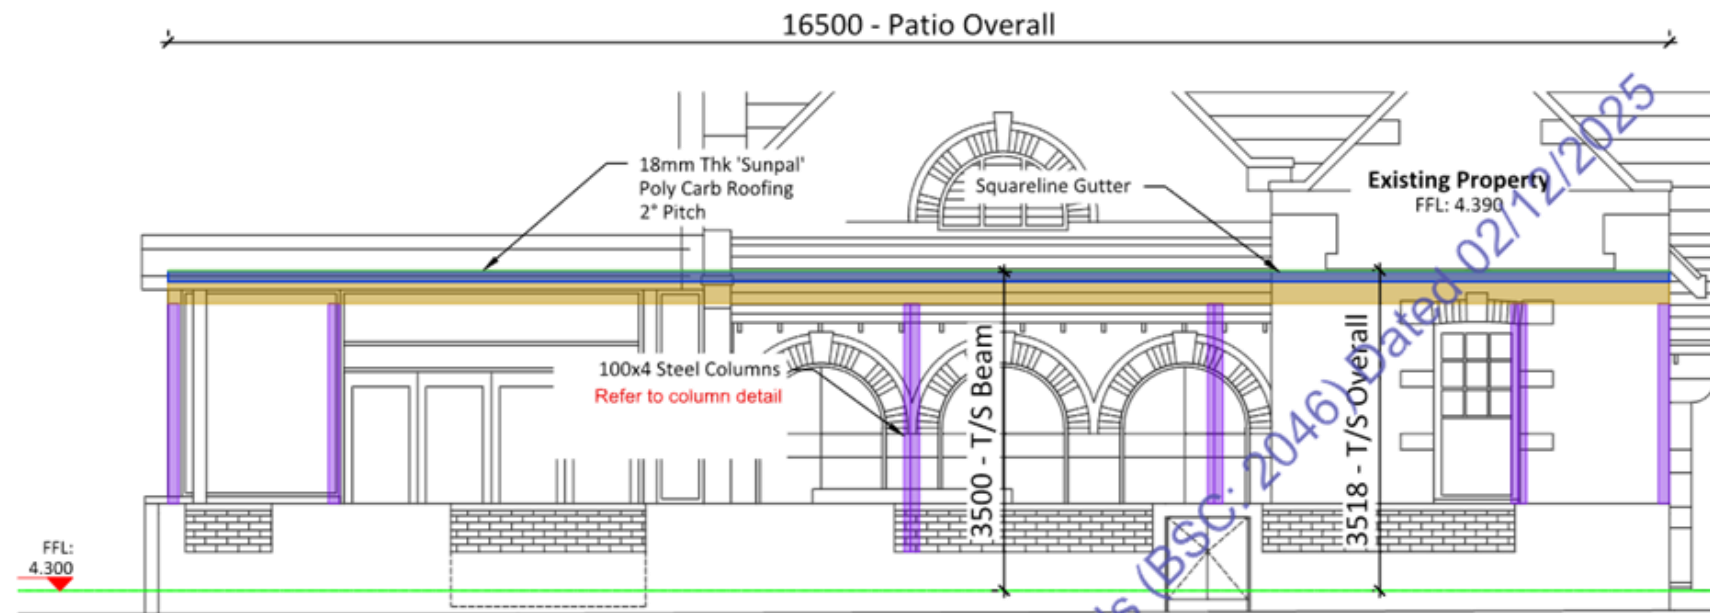 16500 - Patio Overall
18mm Thk 'Sunpal'
Poly Carb Roofing
2° Pitch
Squareline Gutter
Existing Property
FFL: 4.390
100x4 Steel Columns
Refer to column detail
3500 - T/S Beam
3518 - T/S Overall
FFL:
4.300
(BSC: 2046) Dated 02/12/2025